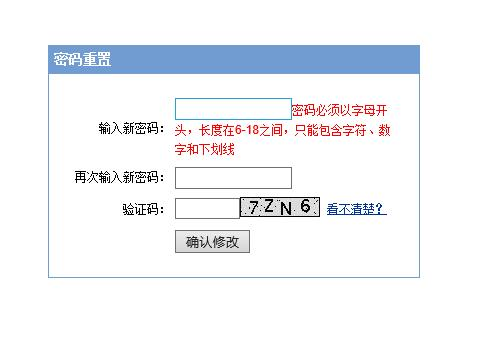 密码重置
输入新密码：
密码必须以字母开
头，长度在6-18之间，只能包含字符、数
字和下划线
再次输入新密码：
验证码：
7ZN6
看不清楚？
确认修改